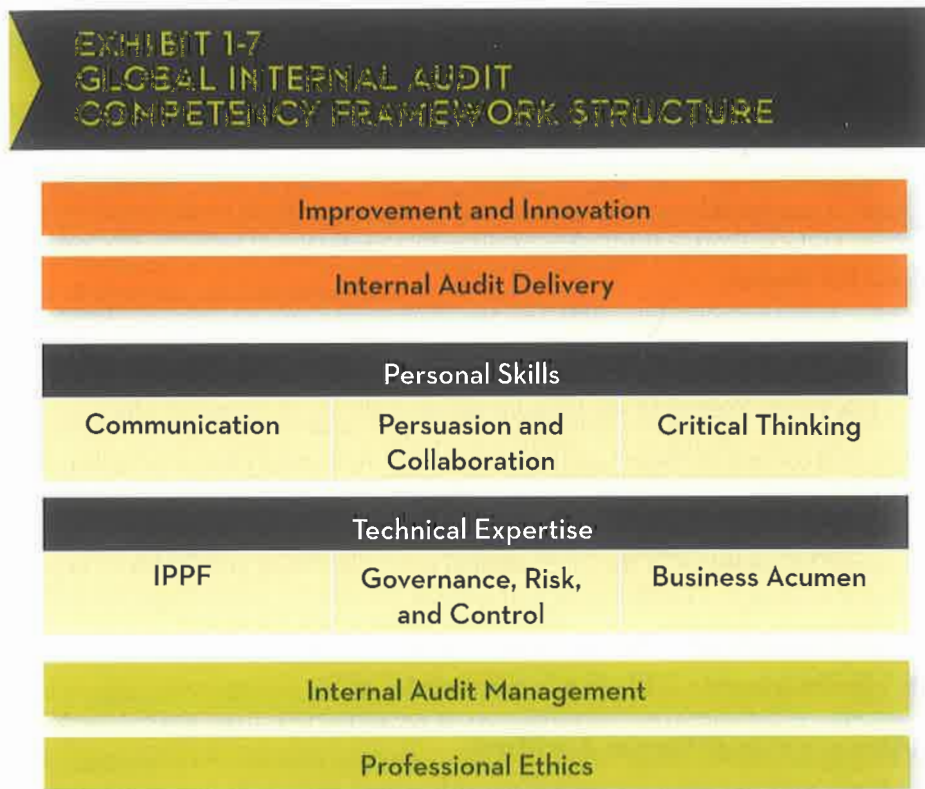 EXHIBIT 1-7
GLOBAL INTERNAL AUDIT
COMPETENCY FRAMEWORK STRUCTURE
Improvement and Innovation
Internal Audit Delivery
Personal Skills
Communication
Persuasion and
Collaboration
Critical Thinking
Technical Expertise
IPPF
Governance, Risk,
and Control
Business Acumen
Internal Audit Management
Professional Ethics